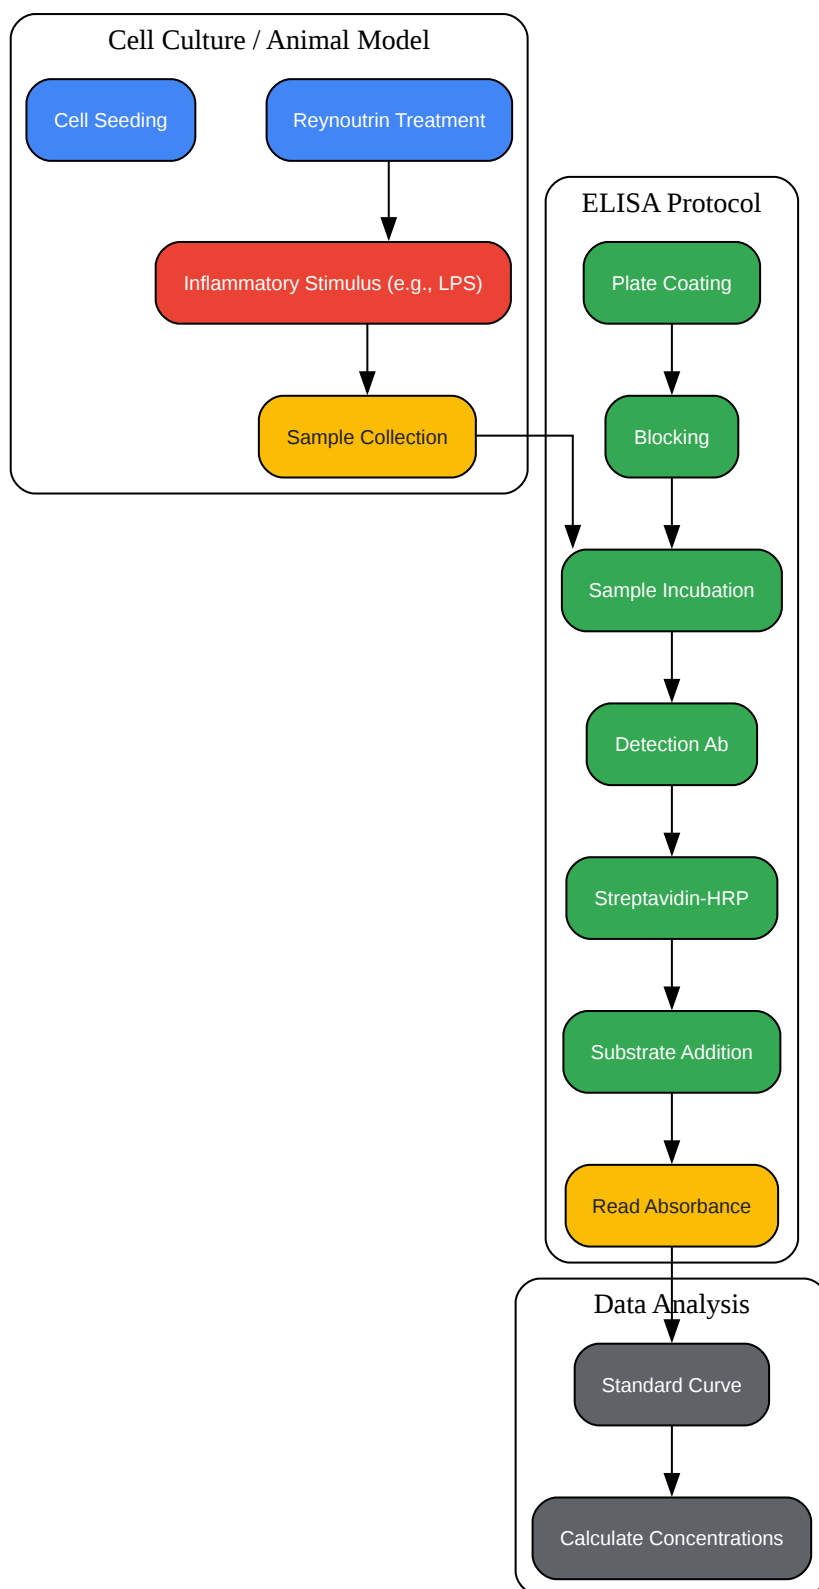 Cell Culture / Animal Model
Cell Seeding
Reynoutrin Treatment
Inflammatory Stimulus (e.g., LPS)
Sample Collection
ELISA Protocol
Plate Coating
Blocking
Sample Incubation
Detection Ab
Streptavidin-HRP
Substrate Addition
Read Absorbance
Data Analysis
Standard Curve
Calculate Concentrations